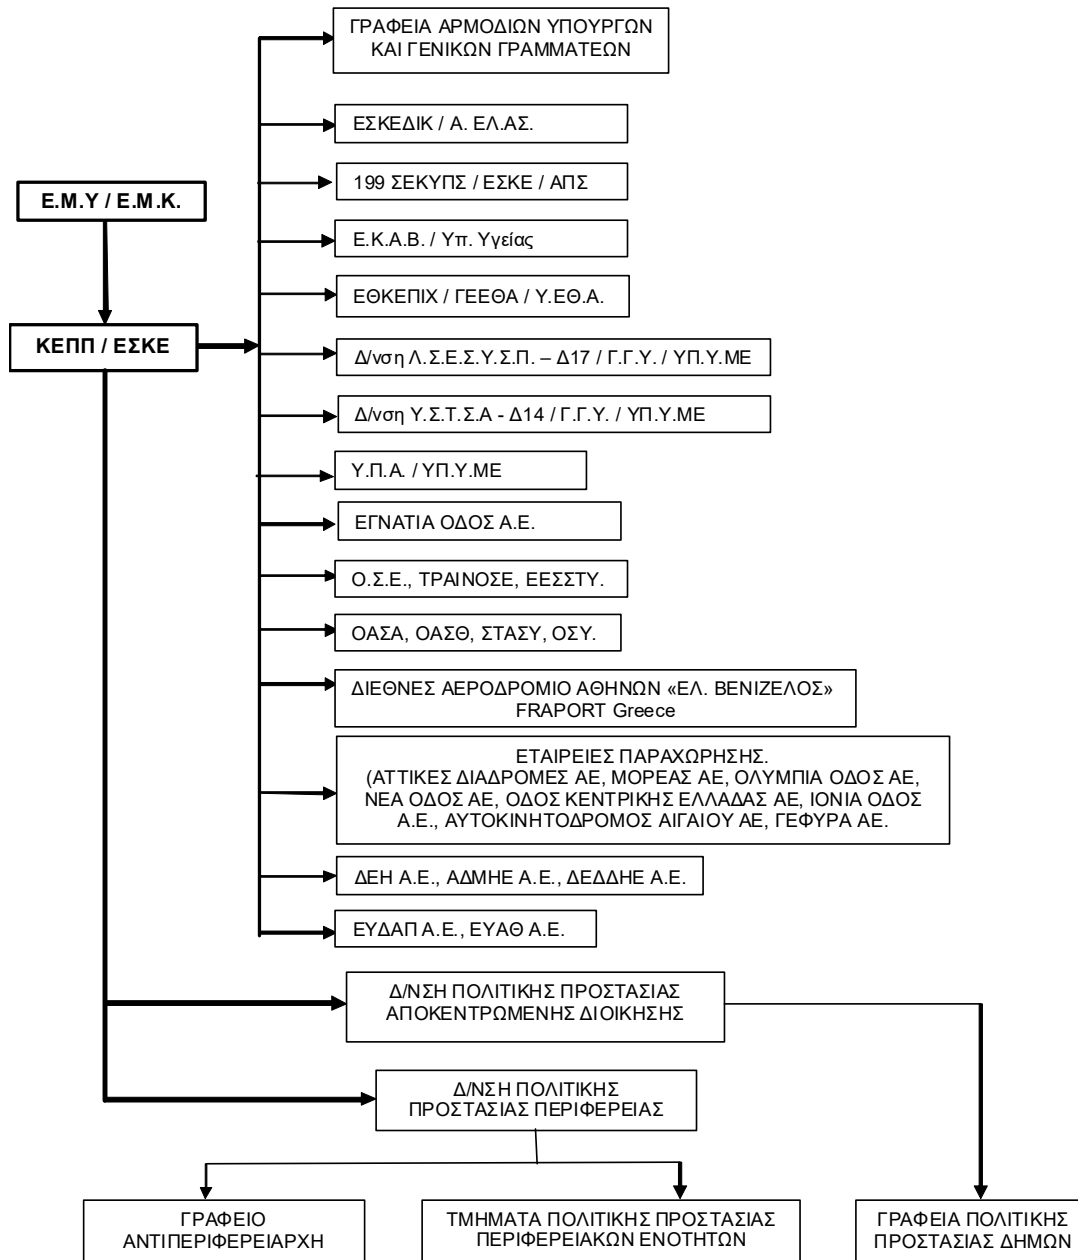 ΓΡΑΦΕΙΑ ΑΡΜΟΔΙΩΝ ΥΠΟΥΡΓΩΝ
ΚΑΙ ΓΕΝΙΚΩΝ ΓΡΑΜΜΑΤΕΩΝ
ΕΣΚΕΔΙΚ / Α. ΕΛ.ΑΣ.
199 ΣΕΚΥΠΣ / ΕΣΚΕ / ΑΠΣ
Ε.Μ.Υ / Ε.Μ.Κ.
Ε.Κ.Α.Β. / Υπ. Υγείας
ΕΘΚΕΠΙΧ / ΓΕΕΘΑ / Υ.ΕΘ.Α.
ΚΕΠΠ / ΕΣΚΕ
Δ/νση Λ.Σ.Ε.Σ.Υ.Σ.Π. – Δ17 / Γ.Γ.Υ. / ΥΠ.Υ.ΜΕ
Δ/νση Υ.Σ.Τ.Σ.Α - Δ14 / Γ.Γ.Υ. / ΥΠ.Υ.ΜΕ
Υ.Π.Α. / ΥΠ.Υ.ΜΕ
ΕΓΝΑΤΙΑ ΟΔΟΣ Α.Ε.
Ο.Σ.Ε., ΤΡΑΙΝΟΣΕ, ΕΕΣΣΤΥ.
ΟΑΣΑ, ΟΑΣΘ, ΣΤΑΣΥ, ΟΣΥ.
ΔΙΕΘΝΕΣ ΑΕΡΟΔΡΟΜΙΟ ΑΘΗΝΩΝ «ΕΛ. ΒΕΝΙΖΕΛΟΣ»
FRAPORT Greece
ΕΤΑΙΡΕΙΕΣ ΠΑΡΑΧΩΡΗΣΗΣ.
(ΑΤΤΙΚΕΣ ΔΙΑΔΡΟΜΕΣ ΑΕ, ΜΟΡΕΑΣ ΑΕ, ΟΛΥΜΠΙΑ ΟΔΟΣ ΑΕ,
ΝΕΑ ΟΔΟΣ ΑΕ, ΟΔΟΣ ΚΕΝΤΡΙΚΗΣ ΕΛΛΑΔΑΣ ΑΕ, ΙΟΝΙΑ ΟΔΟΣ
Α.Ε., ΑΥΤΟΚΙΝΗΤΟΔΡΟΜΟΣ ΑΙΓΑΙΟΥ ΑΕ, ΓΕΦΥΡΑ ΑΕ.
ΔΕΗ Α.Ε., ΑΔΜΗΕ Α.Ε., ΔΕΔΔΗΕ Α.Ε.
ΕΥΔΑΠ Α.Ε., ΕΥΑΘ Α.Ε.
Δ/ΝΣΗ ΠΟΛΙΤΙΚΗΣ ΠΡΟΣΤΑΣΙΑΣ
ΑΠΟΚΕΝΤΡΩΜΕΝΗΣ ΔΙΟΙΚΗΣΗΣ
Δ/ΝΣΗ ΠΟΛΙΤΙΚΗΣ
ΠΡΟΣΤΑΣΙΑΣ ΠΕΡΙΦΕΡΕΙΑΣ
ΓΡΑΦΕΙΟ
ΑΝΤΙΠΕΡΙΦΕΡΕΙΑΡΧΗ
ΤΜΗΜΑΤΑ ΠΟΛΙΤΙΚΗΣ ΠΡΟΣΤΑΣΙΑΣ
ΠΕΡΙΦΕΡΕΙΑΚΩΝ ΕΝΟΤΗΤΩΝ
ΓΡΑΦΕΙΑ ΠΟΛΙΤΙΚΗΣ
ΠΡΟΣΤΑΣΙΑΣ ΔΗΜΩΝ